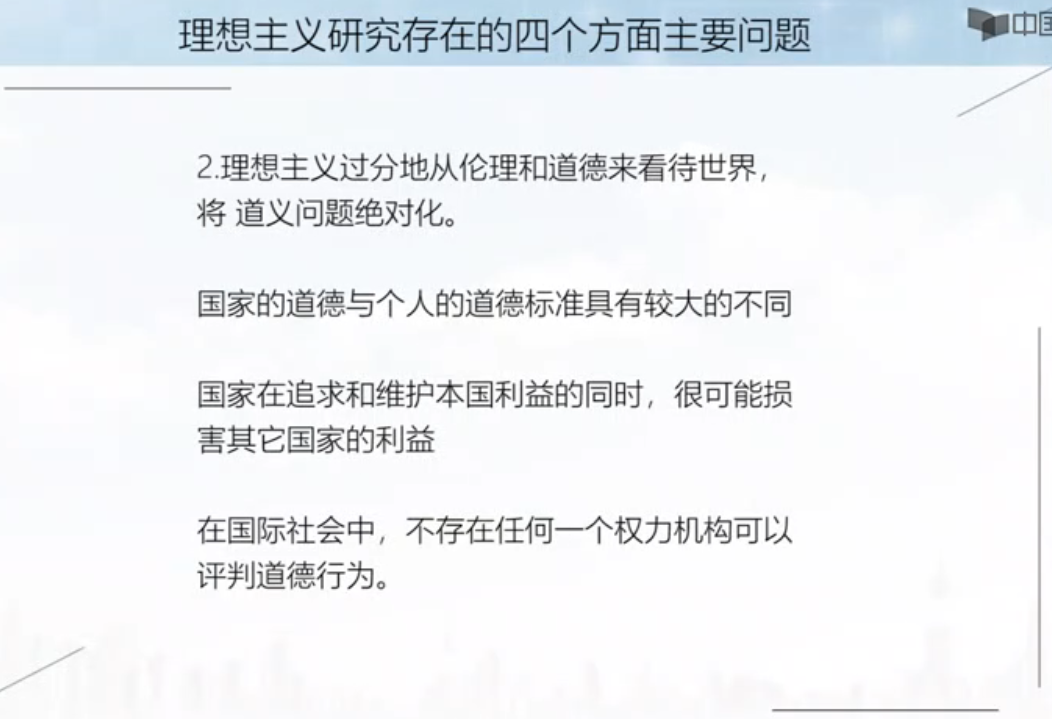 理想主义研究存在的四个方面主要问题
中国
2.理想主义过分地从伦理和道德来看待世界，
将 道义问题绝对化。
国家的道德与个人的道德标准具有较大的不同
国家在追求和维护本国利益的同时，很可能损
害其它国家的利益
在国际社会中，不存在任何一个权力机构可以
评判道德行为。